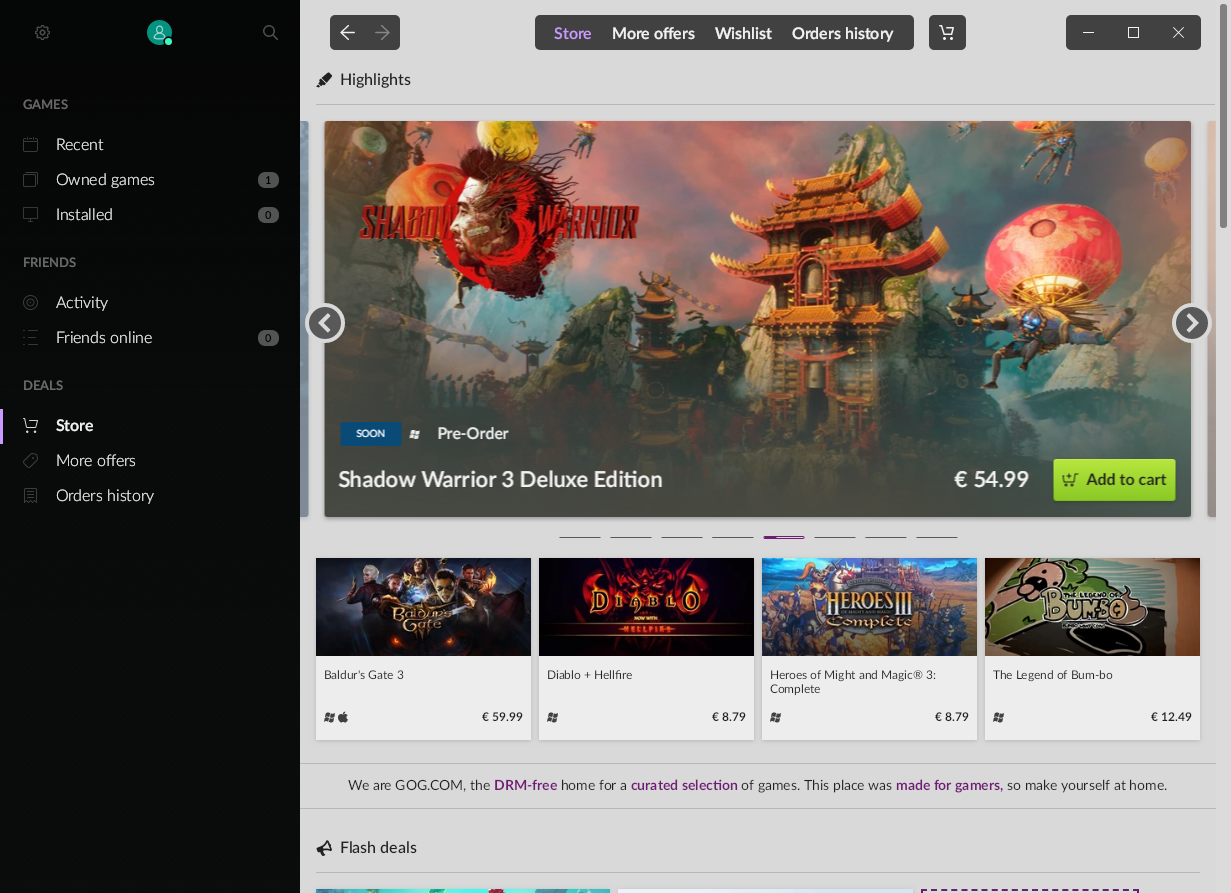 GAMES
Recent
Owned games
1
Installed
0
FRIENDS
Activity
Friends online
0
DEALS
Store
More offers
Orders history
Store
More offers
Wishlist
Orders history
Highlights
SHADOW
3
WARRIOR
SOON
Pre-Order
Shadow Warrior 3 Deluxe Edition
€ 54.99
Add to cart
BALDUR'S
GATE
Baldur's Gate 3
€ 59.99
DIABLO
NOW WITH
HELLFIRE
Diablo + Hellfire
€ 8.79
HEROES III
OF MIGHT AND MAGIC
Complete
Heroes of Might and Magic® 3:
Complete
€ 8.79
THE LEGEND OF
BUM-BO
The Legend of Bum-bo
€ 12.49
We are GOG.COM, the DRM-free home for a curated selection of games. This place was made for gamers, so make yourself at home.
Flash deals